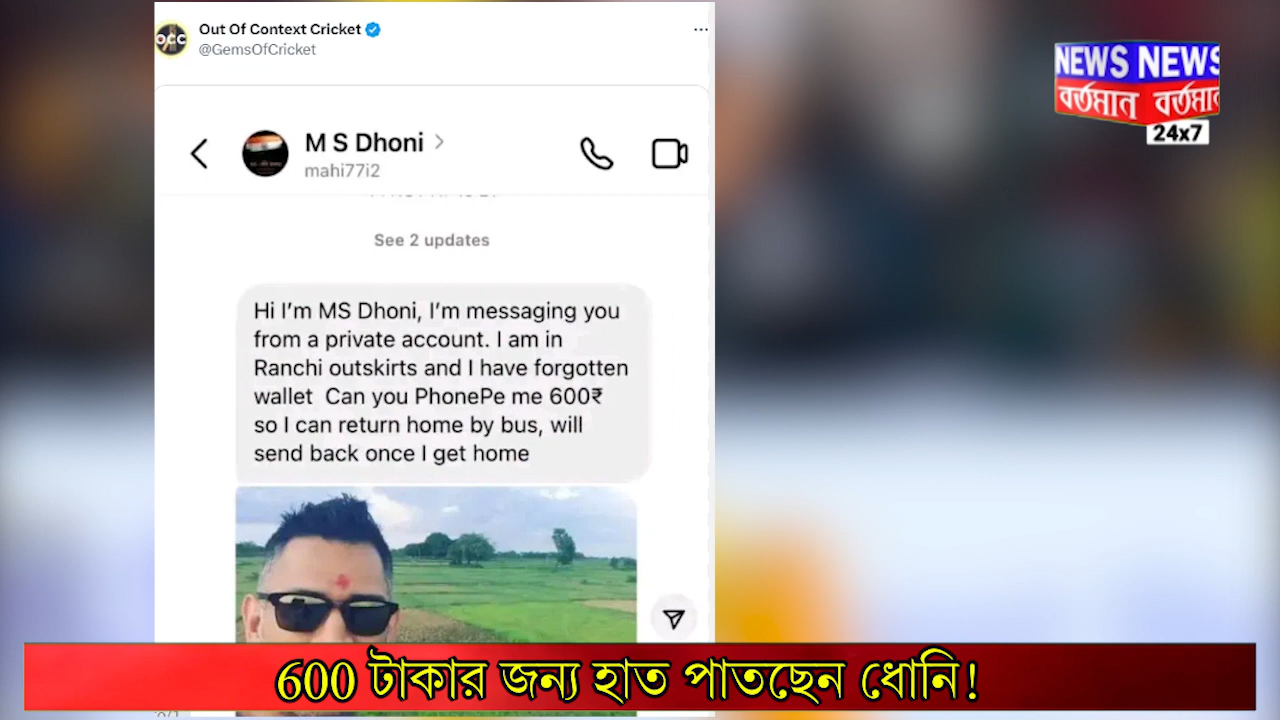 Out Of Context Cricket
@GemsOfCricket
OCC
NEWS NEWS
বর্তমান বর্তমান
24x7
M S Dhoni
mahi77i2
See 2 updates
Hi I'm MS Dhoni, I'm messaging you
from a private account. I am in
Ranchi outskirts and I have forgotten
wallet  Can you PhonePe me 600₹
so I can return home by bus, will
send back once I get home
600 টাকার জন্য হাত পাতছেন ধোনি!